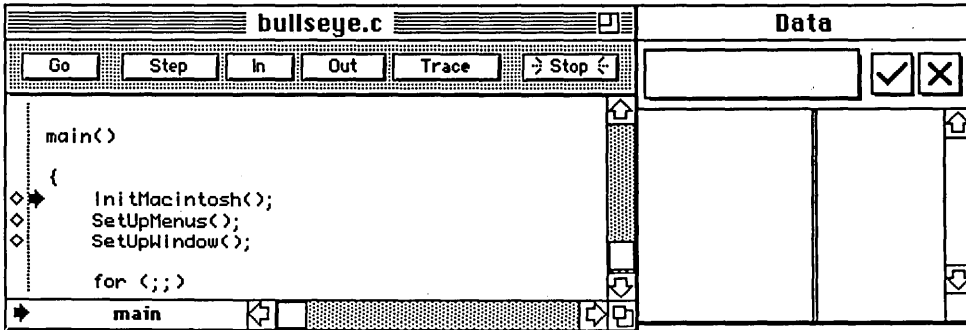 bullseye.c
Go Step In Out Trace Stop
main()
{
InitMacintosh();
SetUpMenus();
SetUpWindow();
for (;;)
main
Data